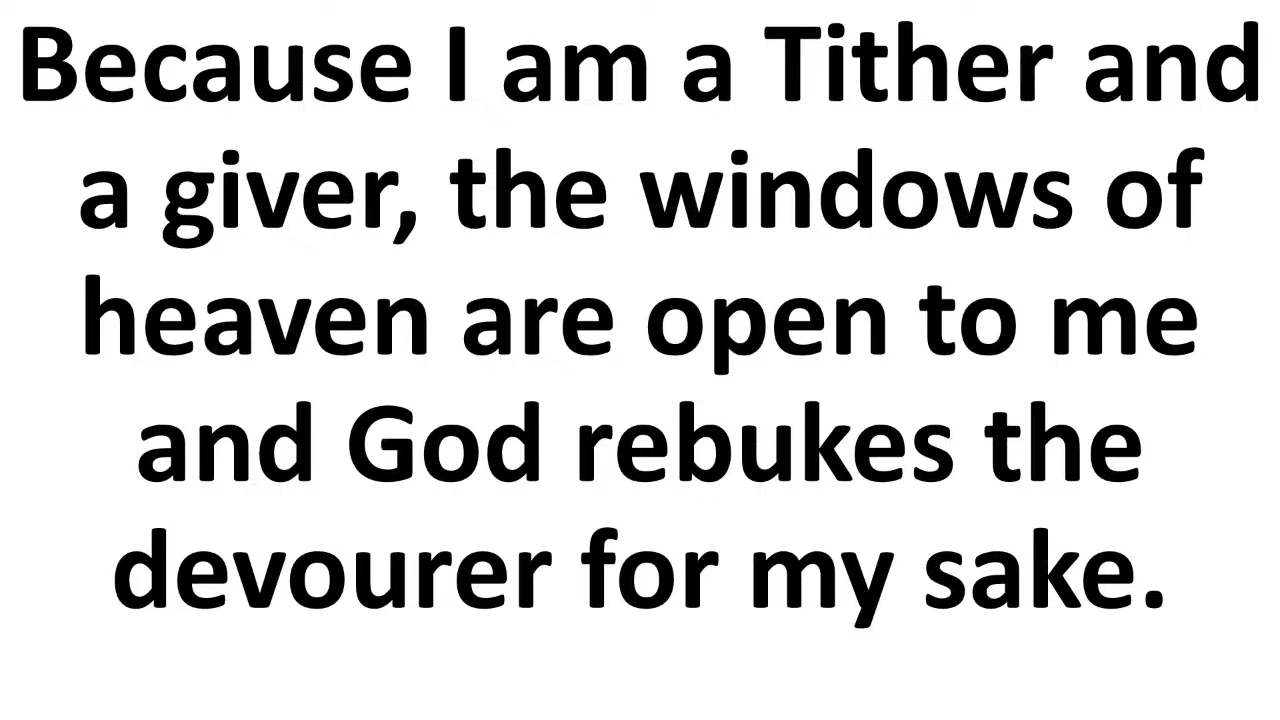 Because I am a Tither and
a giver, the windows of
heaven are open to me
and God rebukes the
devourer for my sake.